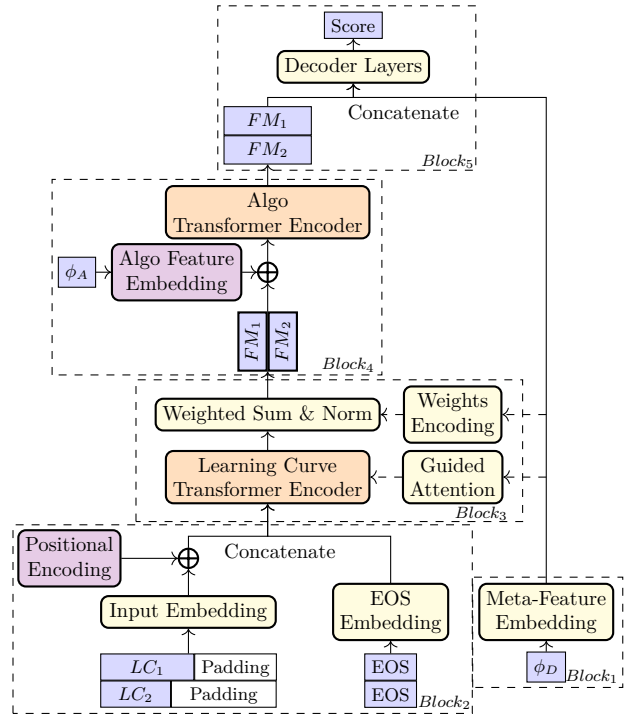 Score
Decoder Layers
Concatenate
FM₁
FM₂
Block₅
Algo
Transformer Encoder
ϕ_A
Algo Feature
Embedding
FM₁
FM₂
Block₄
Weighted Sum & Norm
Weights
Encoding
Learning Curve
Transformer Encoder
Guided
Attention
Block₃
Positional
Encoding
Concatenate
Input Embedding
EOS
Embedding
Meta-Feature
Embedding
LC₁ Padding
LC₂ Padding
EOS
EOS
Block₂
ϕ_D
Block₁